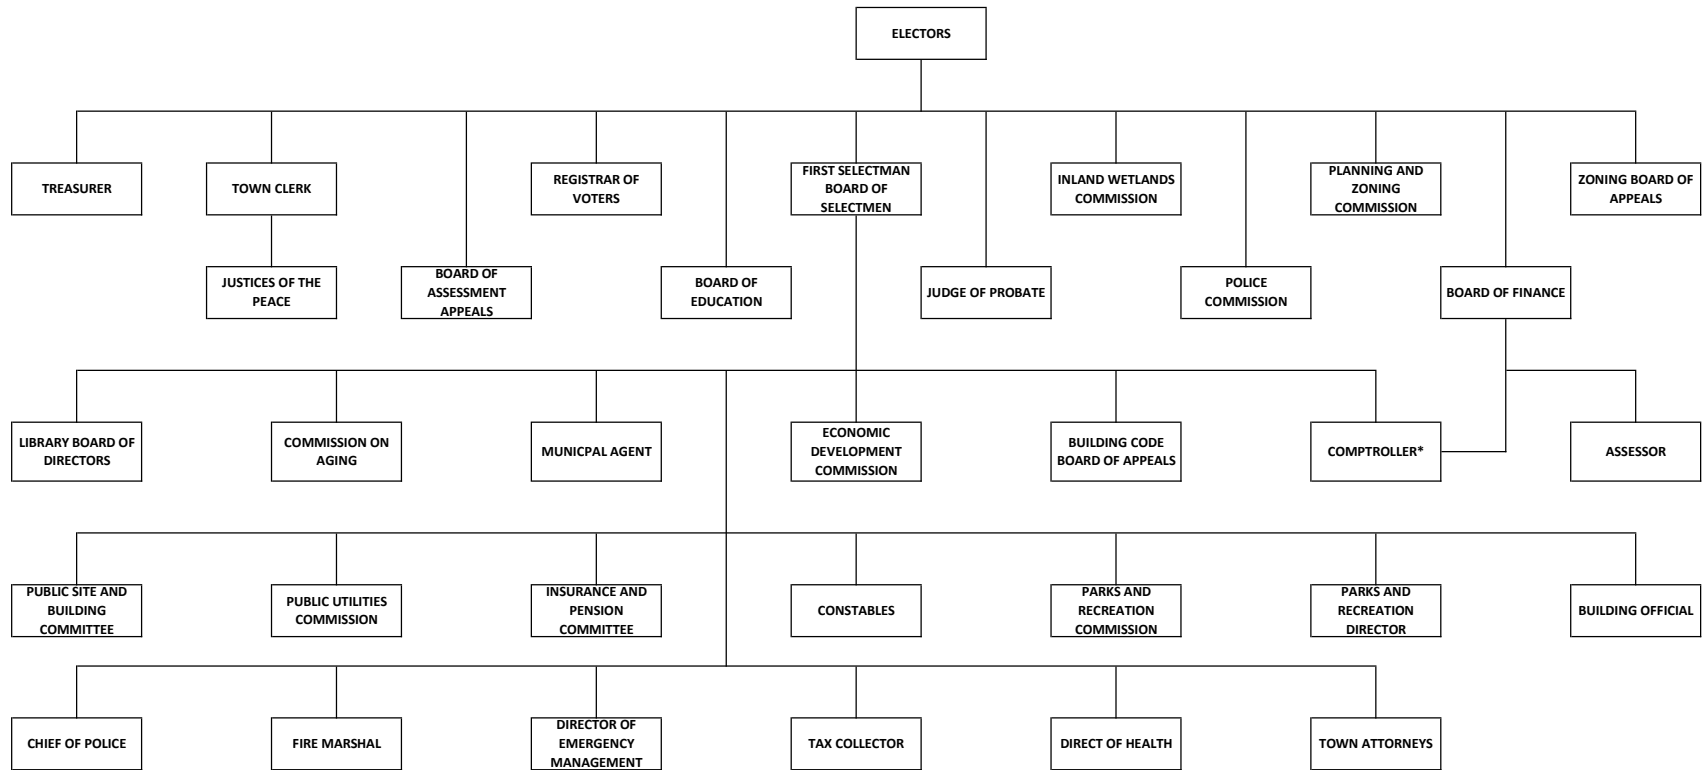 ELECTORS
TREASURER
TOWN CLERK
REGISTRAR OF
VOTERS
FIRST SELECTMAN
BOARD OF
SELECTMEN
INLAND WETLANDS
COMMISSION
PLANNING AND
ZONING
COMMISSION
ZONING BOARD OF
APPEALS
JUSTICES OF THE
PEACE
BOARD OF
ASSESSMENT
APPEALS
BOARD OF
EDUCATION
JUDGE OF PROBATE
POLICE
COMMISSION
BOARD OF FINANCE
LIBRARY BOARD OF
DIRECTORS
COMMISSION ON
AGING
MUNICPAL AGENT
ECONOMIC
DEVELOPMENT
COMMISSION
BUILDING CODE
BOARD OF APPEALS
COMPTROLLER*
ASSESSOR
PUBLIC SITE AND
BUILDING
COMMITTEE
PUBLIC UTILITIES
COMMISSION
INSURANCE AND
PENSION
COMMITTEE
CONSTABLES
PARKS AND
RECREATION
COMMISSION
PARKS AND
RECREATION
DIRECTOR
BUILDING OFFICIAL
CHIEF OF POLICE
FIRE MARSHAL
DIRECTOR OF
EMERGENCY
MANAGEMENT
TAX COLLECTOR
DIRECT OF HEALTH
TOWN ATTORNEYS